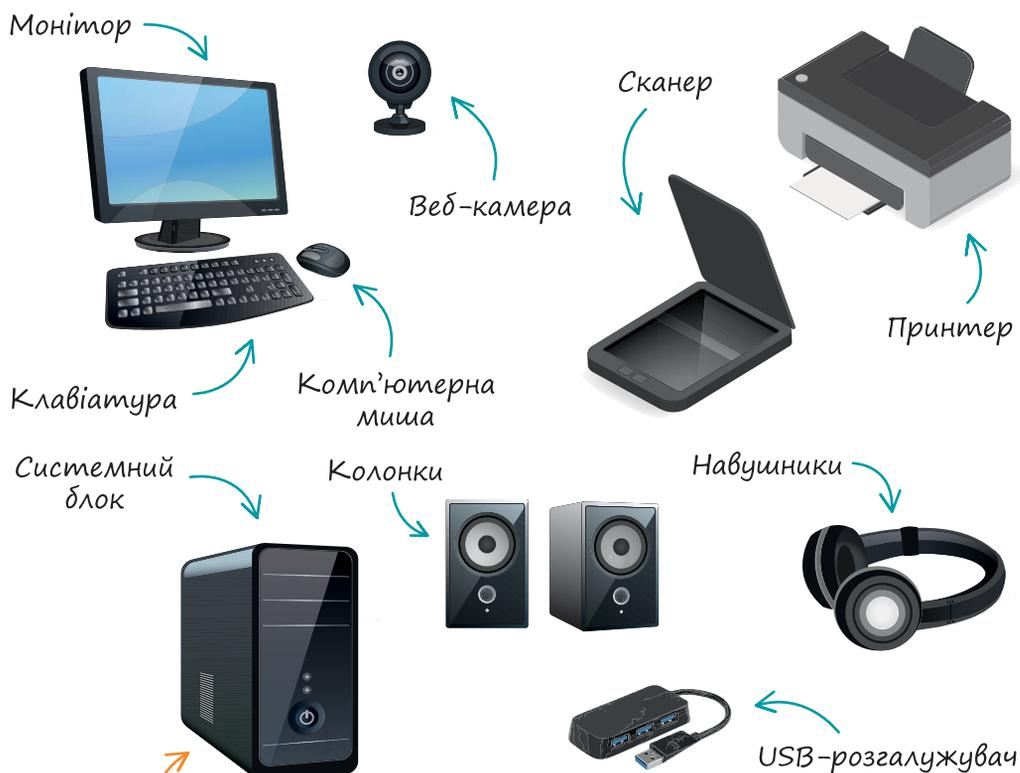 Монітор
Сканер
Веб-камера
Принтер
Клавіатура
Комп'ютерна
миша
Системний
блок
Колонки
Навушники
USB-розгалужувач